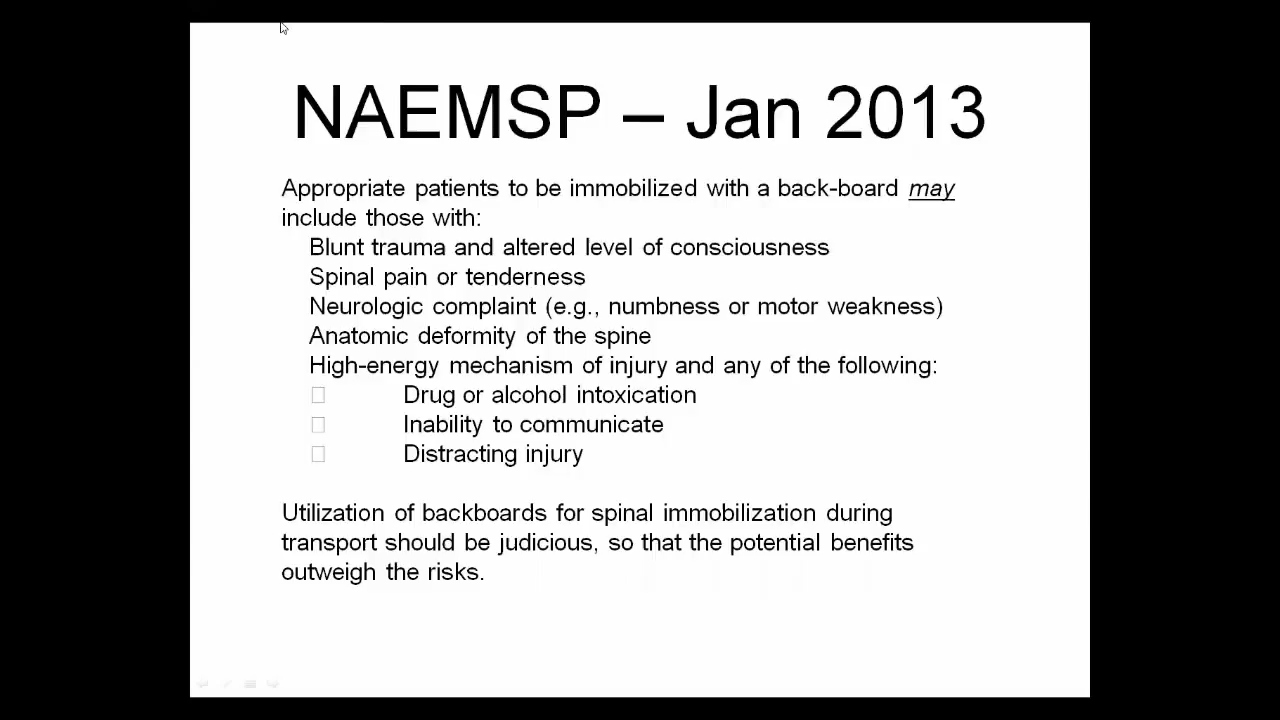 NAEMSP – Jan 2013
Appropriate patients to be immobilized with a back-board may
include those with:
Blunt trauma and altered level of consciousness
Spinal pain or tenderness
Neurologic complaint (e.g., numbness or motor weakness)
Anatomic deformity of the spine
High-energy mechanism of injury and any of the following:
Drug or alcohol intoxication
Inability to communicate
Distracting injury
Utilization of backboards for spinal immobilization during
transport should be judicious, so that the potential benefits
outweigh the risks.